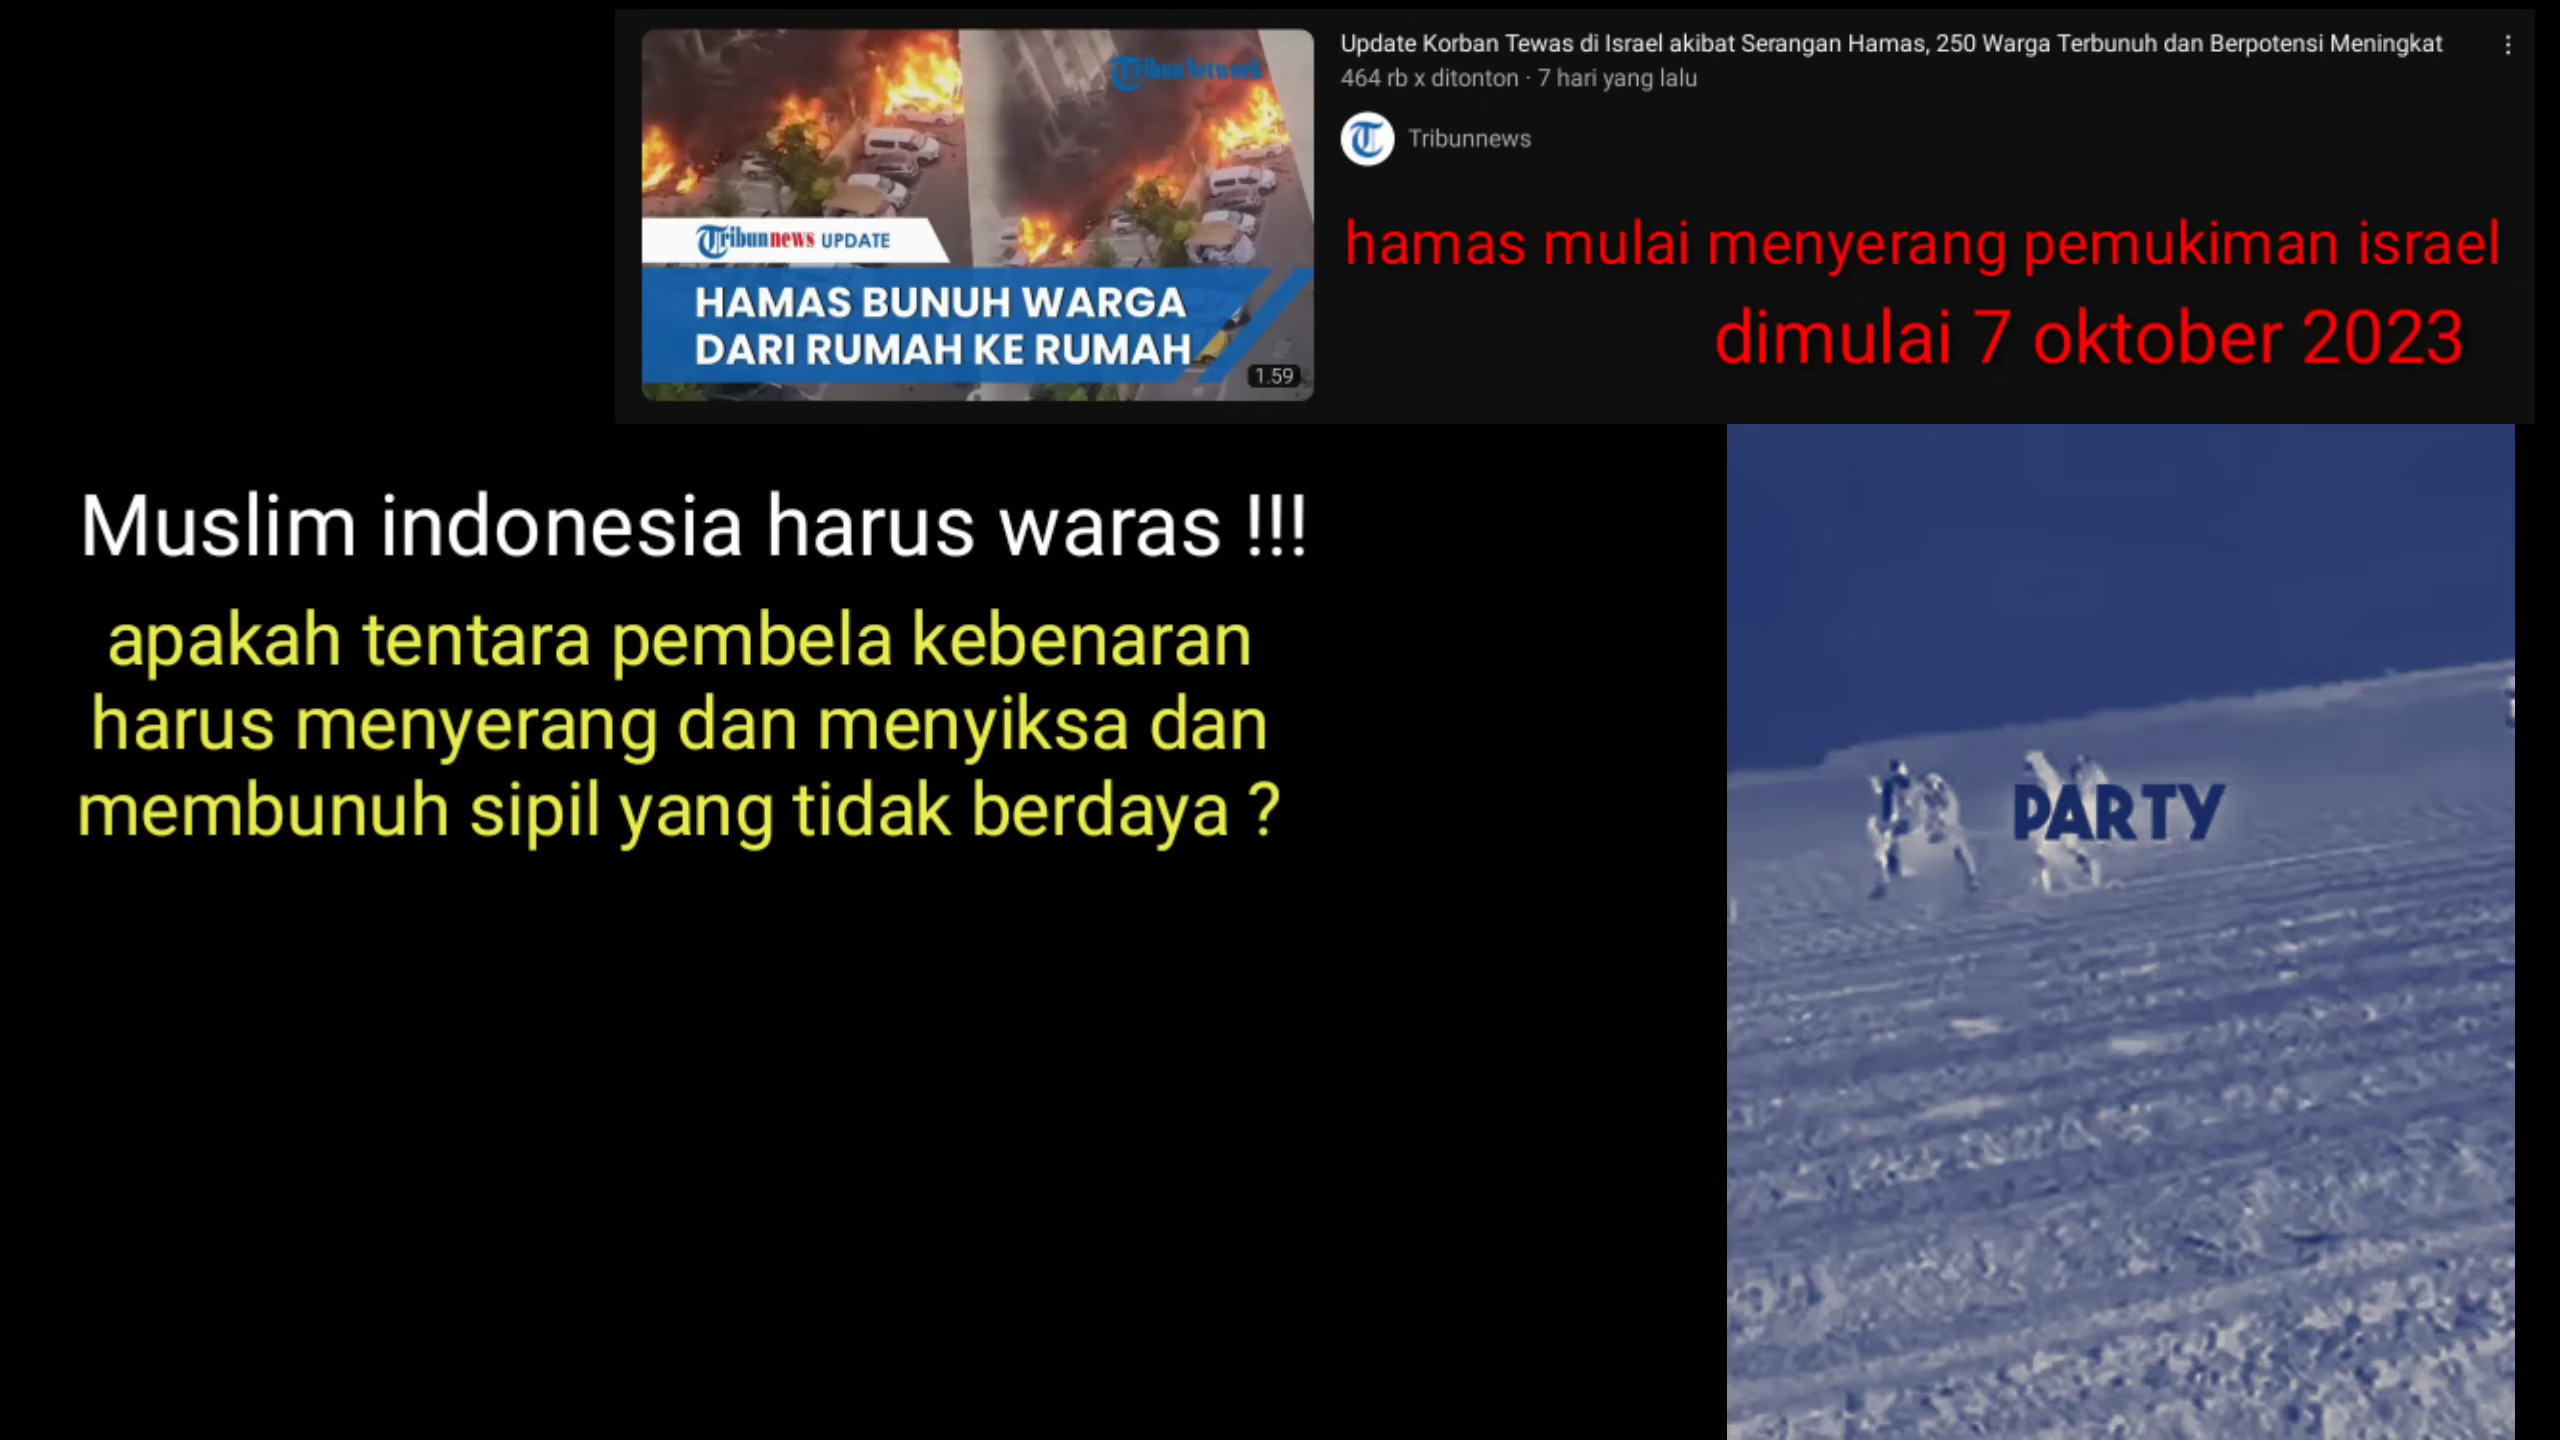 Update Korban Tewas di Israel akibat Serangan Hamas, 250 Warga Terbunuh dan Berpotensi Meningkat
464 rb x ditonton · 7 hari yang lalu
Tribunnews
TribunNetwork
Tribunnews UPDATE
HAMAS BUNUH WARGA
DARI RUMAH KE RUMAH
1.59
hamas mulai menyerang pemukiman israel
dimulai 7 oktober 2023
Muslim indonesia harus waras !!!
apakah tentara pembela kebenaran
harus menyerang dan menyiksa dan
membunuh sipil yang tidak berdaya ?
PARTY